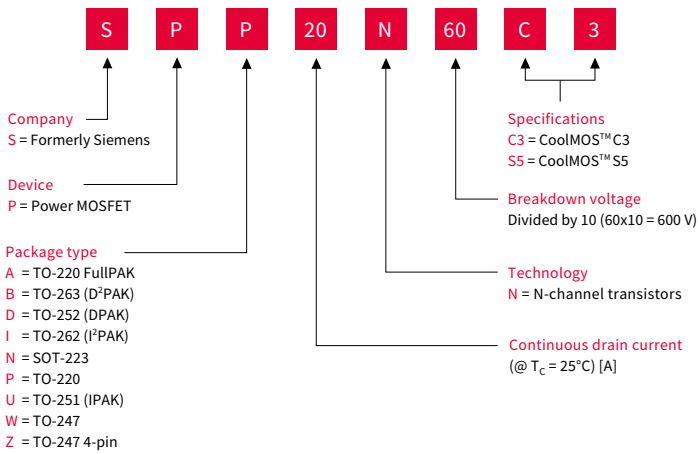 S P P 20 N 60 C 3
Company
S = Formerly Siemens
Device
P = Power MOSFET
Package type
A = TO-220 FullPAK
B = TO-263 (D²PAK)
D = TO-252 (DPAK)
I = TO-262 (I²PAK)
N = SOT-223
P = TO-220
U = TO-251 (IPAK)
W = TO-247
Z = TO-247 4-pin
Specifications
C3 = CoolMOS™ C3
S5 = CoolMOS™ S5
Breakdown voltage
Divided by 10 (60x10 = 600 V)
Technology
N = N-channel transistors
Continuous drain current
(@ T_C = 25°C) [A]